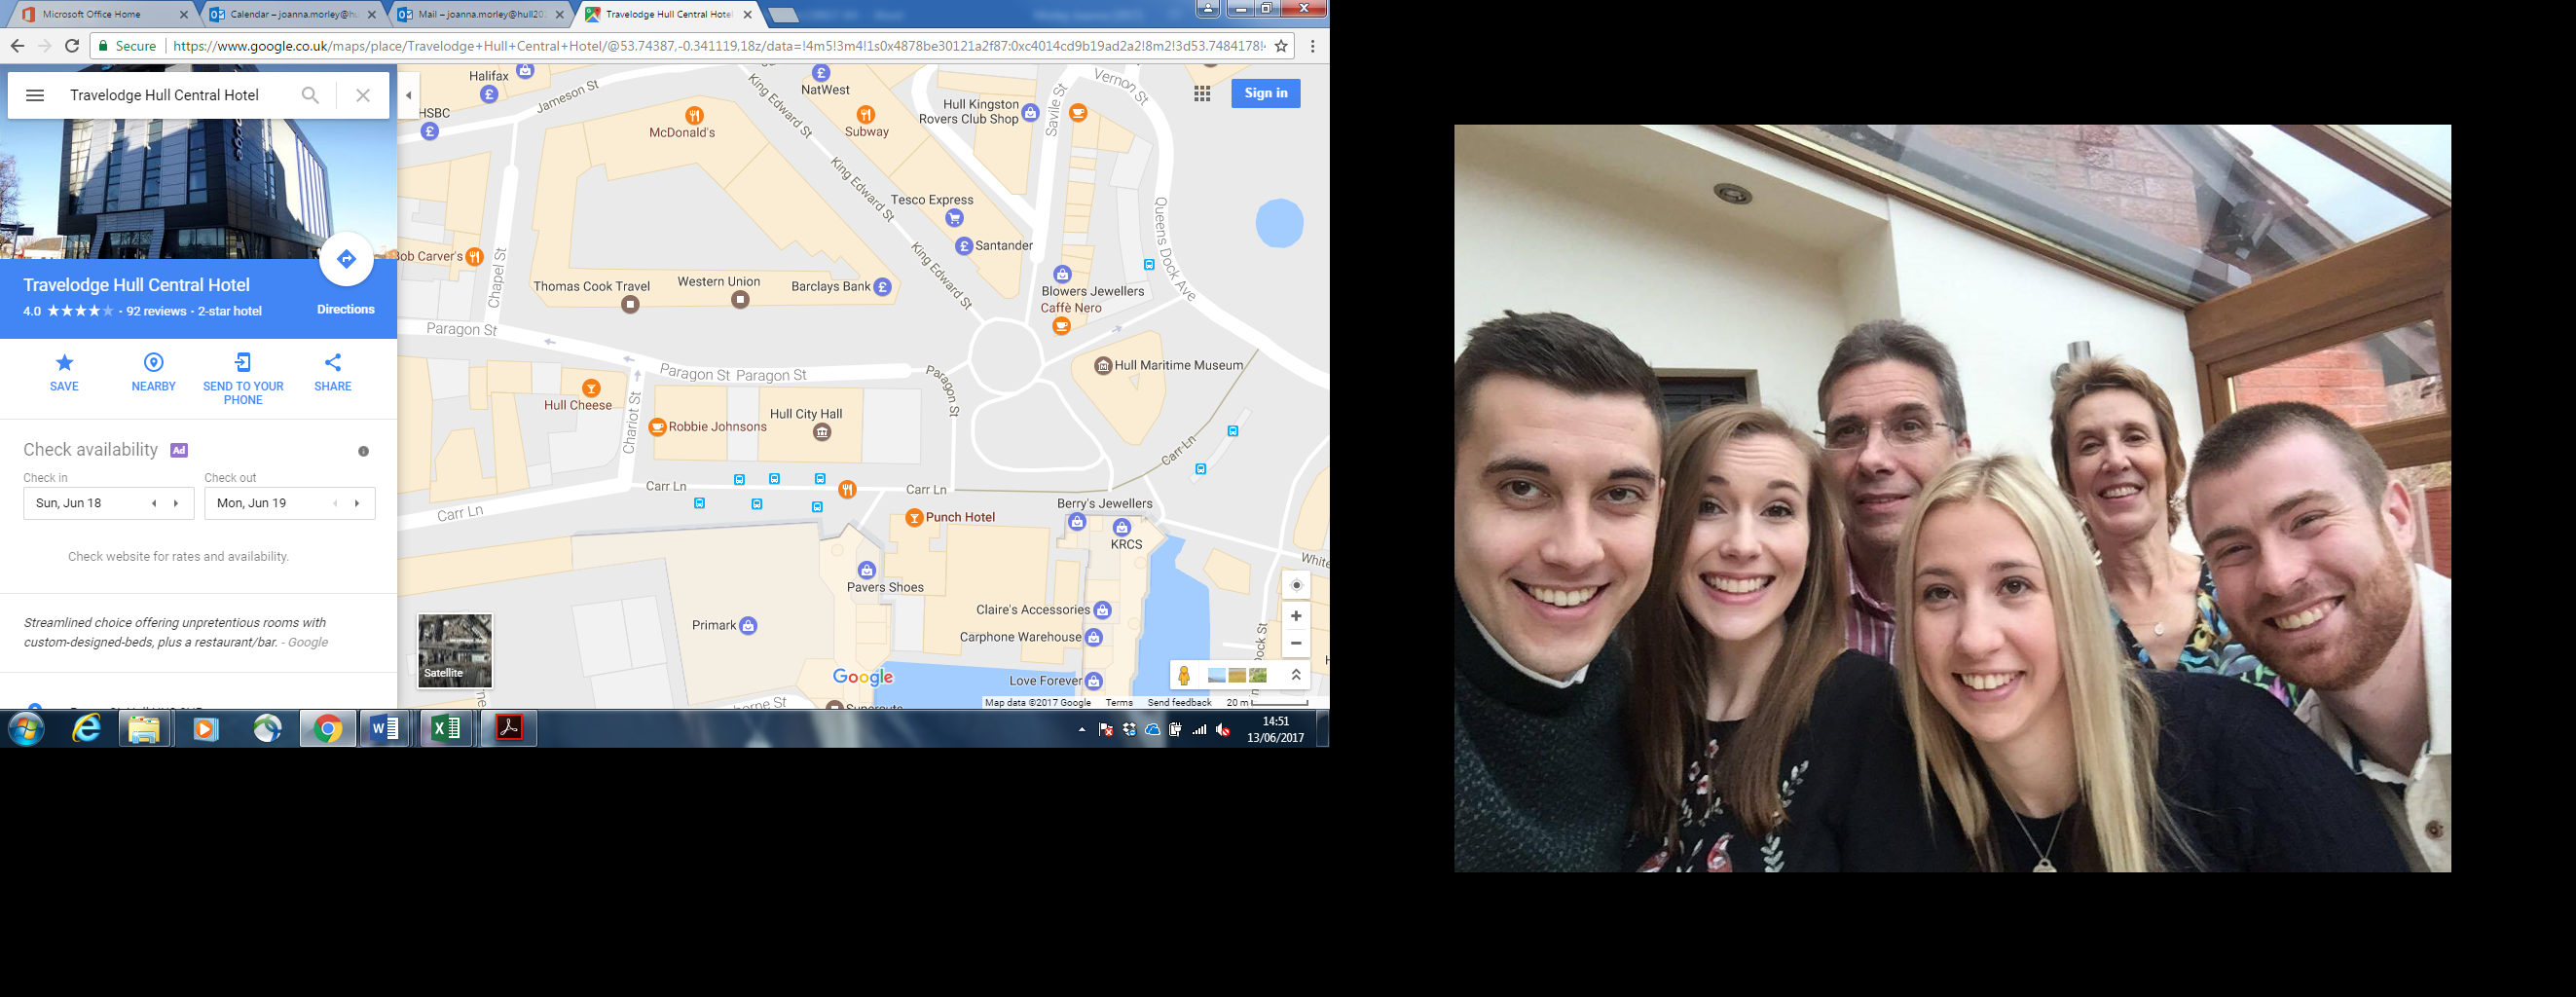 Microsoft Office Home
Calendar – joanna.morley@hu
Mail – joanna.morley@hull20
Travelodge Hull Central Hotel
Secure
https://www.google.co.uk/maps/place/Travelodge+Hull+Central+Hotel/@53.74387,-0.341119,18z/data=!4m5!3m4!1s0x4878be30121a2f87:0xc4014cd9b19ad2a2!8m2!3d53.7484178!
Travelodge Hull Central Hotel
Travelodge Hull Central Hotel
4.0 · 92 reviews · 2-star hotel
Directions
SAVE
NEARBY
SEND TO YOUR
PHONE
SHARE
Check availability Ad
Check in
Check out
Sun, Jun 18
Mon, Jun 19
Check website for rates and availability.
Streamlined choice offering unpretentious rooms with
custom-designed-beds, plus a restaurant/bar. - Google
Halifax
HSBC
Jameson St
McDonald's
King Edward St
NatWest
Subway
Hull Kingston
Rovers Club Shop
Savile St
Vernon St
Sign in
King Edward St
Tesco Express
Santander
King Edward St
Queens Dock Ave
Bob Carver's
Chapel St
Thomas Cook Travel
Western Union
Barclays Bank
Blowers Jewellers
Caffè Nero
Paragon St
Paragon St
Paragon St
Paragon St
Hull Maritime Museum
Hull Cheese
Chariot St
Robbie Johnsons
Hull City Hall
Carr Ln
Carr Ln
Carr Ln
Carr Ln
Punch Hotel
Berry's Jewellers
KRCS
White
Pavers Shoes
Claire's Accessories
Carphone Warehouse
Primark
Love Forever
Satellite
Google
Map data ©2017 Google
Terms
Send feedback
20 m
14:51
13/06/2017